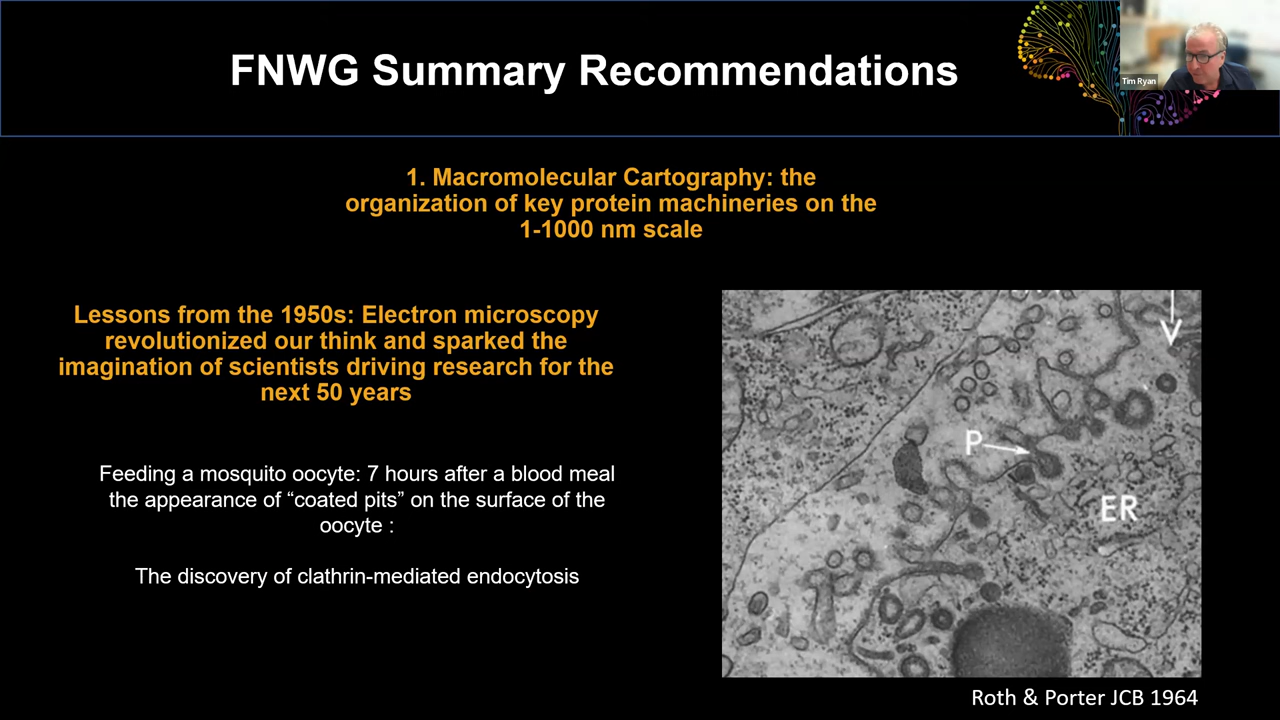 FNWG Summary Recommendations
Tim Ryan
1. Macromolecular Cartography: the
organization of key protein machineries on the
1-1000 nm scale
Lessons from the 1950s: Electron microscopy
revolutionized our think and sparked the
imagination of scientists driving research for the
next 50 years
Feeding a mosquito oocyte: 7 hours after a blood meal
the appearance of “coated pits” on the surface of the
oocyte :
The discovery of clathrin-mediated endocytosis
P
ER
Roth & Porter JCB 1964